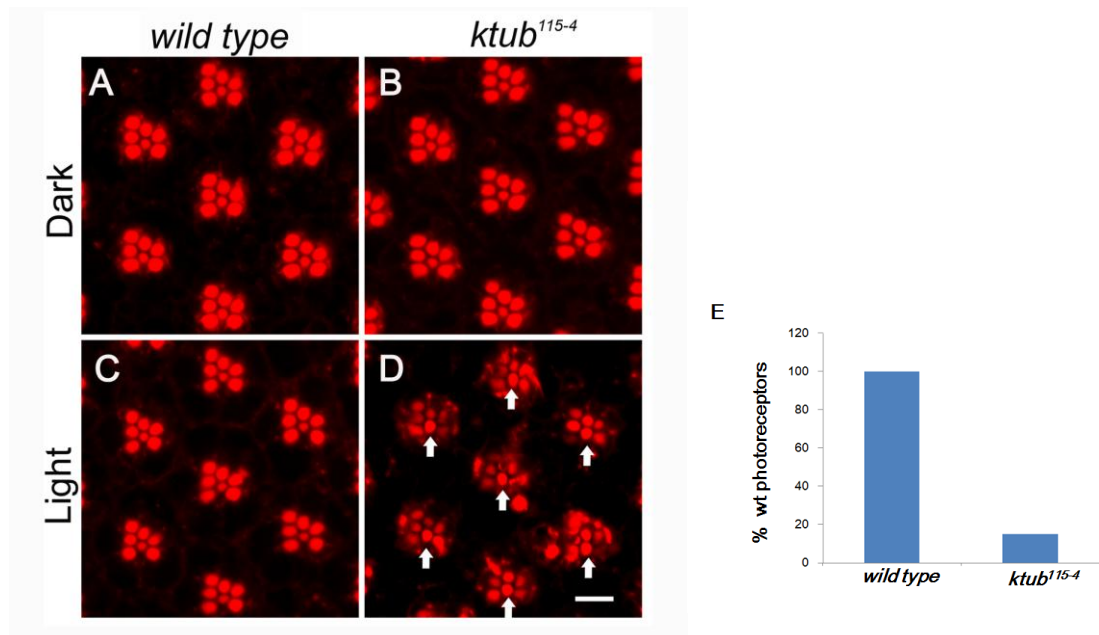 wild type
ktub115-4
Dark
A
B
Light
C
D
E
% wt photoreceptors
120
100
80
60
40
20
0
wild type
ktub115-4